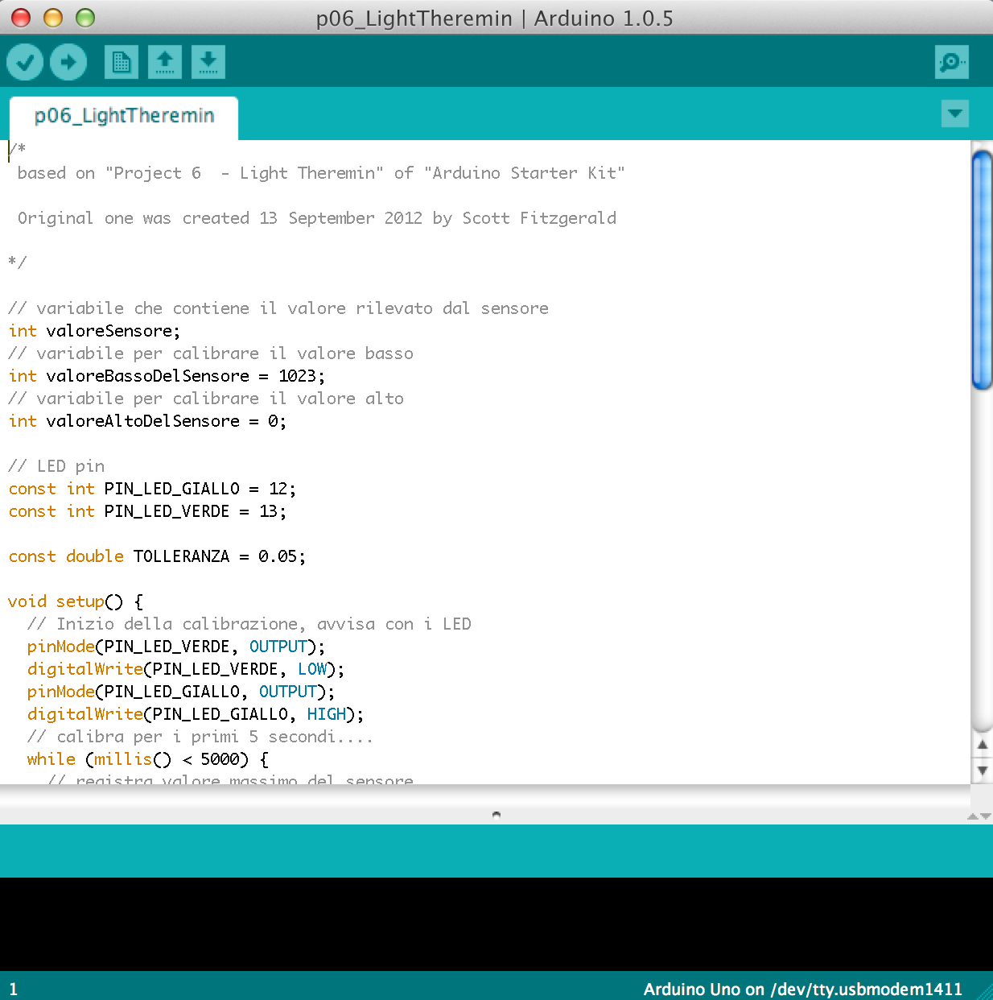 p06_LightTheremin | Arduino 1.0.5
p06_LightTheremin
/*
based on "Project 6  - Light Theremin" of "Arduino Starter Kit"
Original one was created 13 September 2012 by Scott Fitzgerald
*/
// variabile che contiene il valore rilevato dal sensore
int valoreSensore;
// variabile per calibrare il valore basso
int valoreBassoDelSensore = 1023;
// variabile per calibrare il valore alto
int valoreAltoDelSensore = 0;
// LED pin
const int PIN_LED_GIALLO = 12;
const int PIN_LED_VERDE = 13;
const double TOLLERANZA = 0.05;
void setup() {
  // Inizio della calibrazione, avvisa con i LED
  pinMode(PIN_LED_VERDE, OUTPUT);
  digitalWrite(PIN_LED_VERDE, LOW);
  pinMode(PIN_LED_GIALLO, OUTPUT);
  digitalWrite(PIN_LED_GIALLO, HIGH);
  // calibra per i primi 5 secondi....
  while (millis() < 5000) {
    // registra valore massimo del sensore
1
Arduino Uno on /dev/tty.usbmodem1411